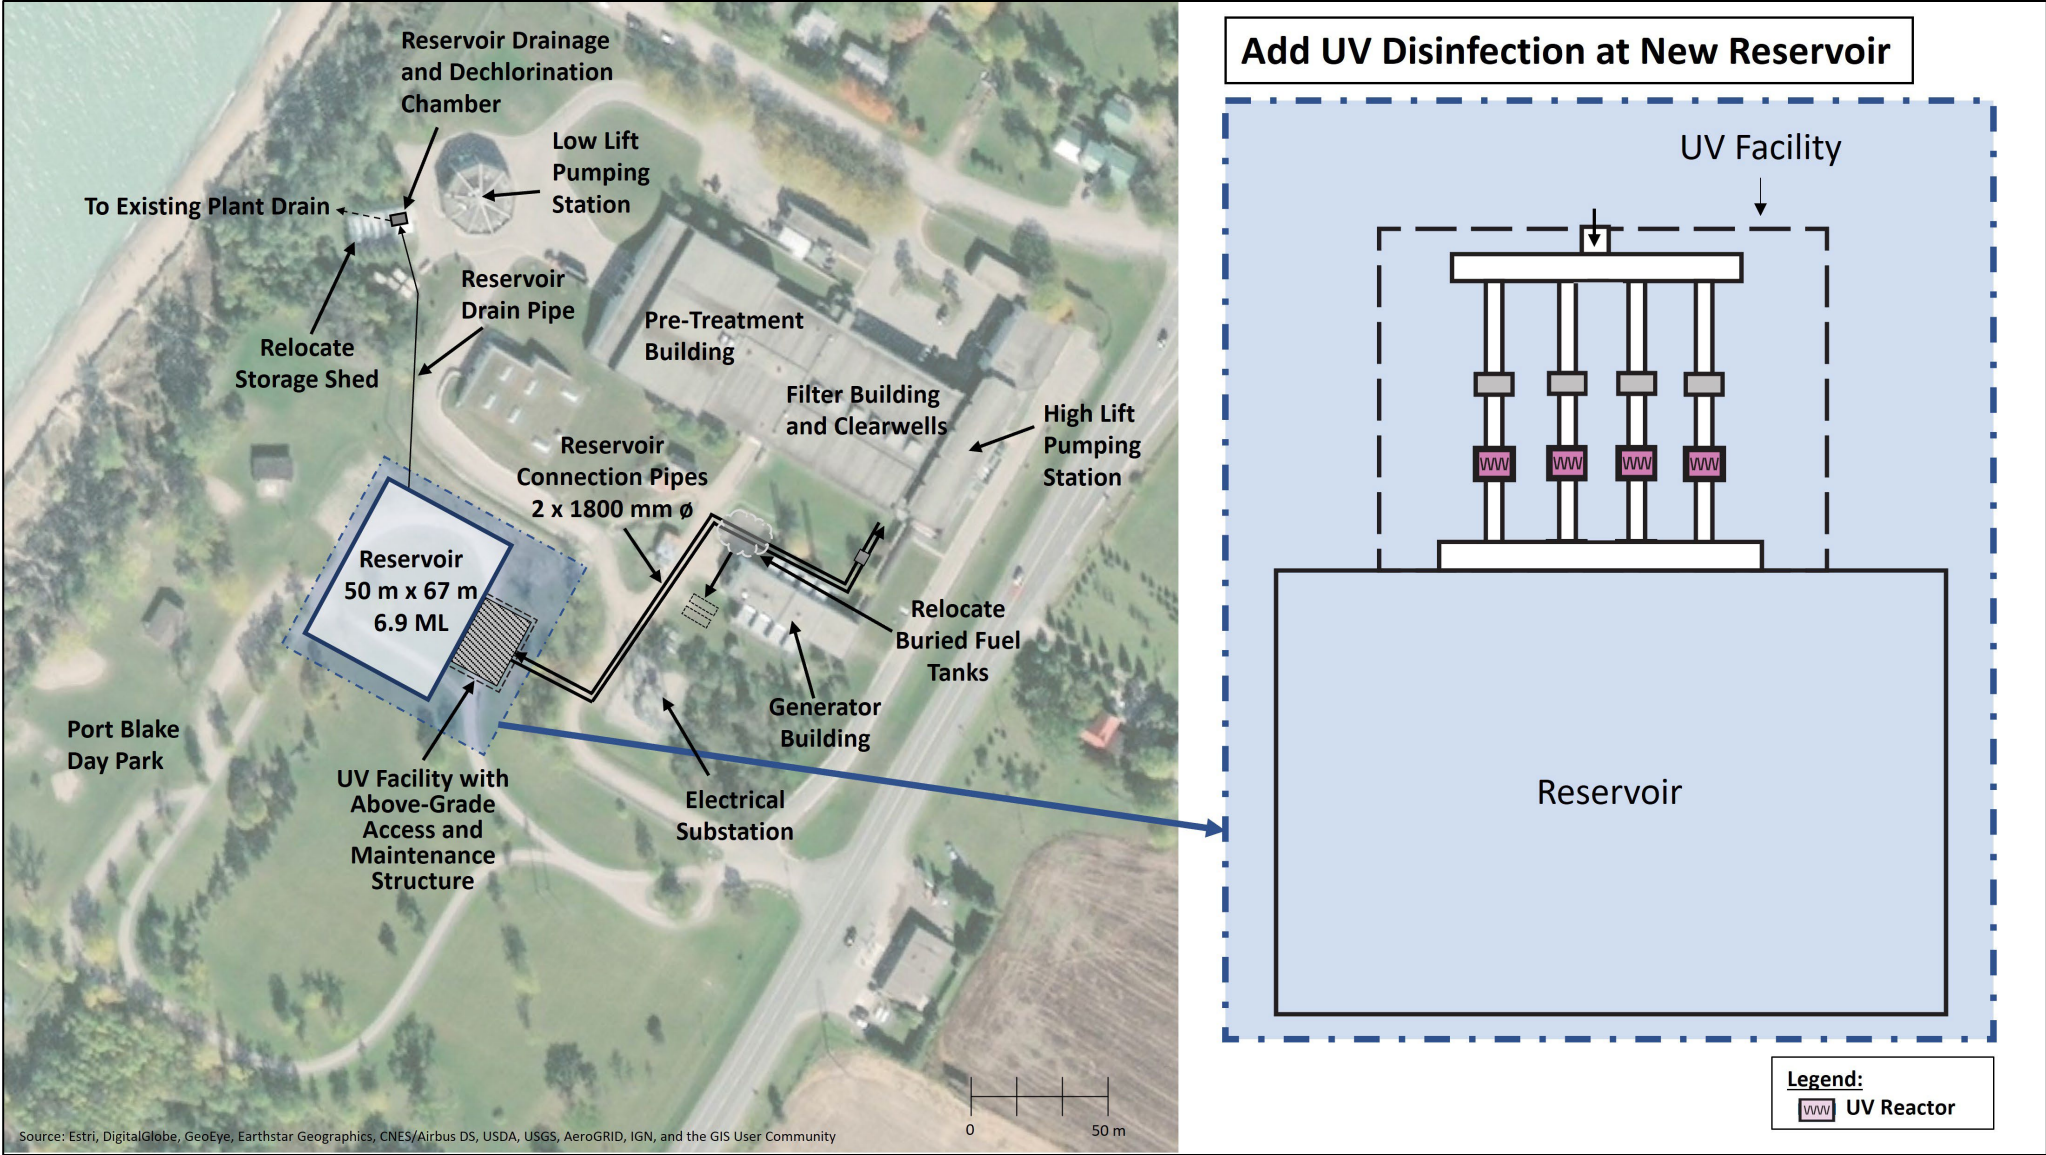 Reservoir Drainage
and Dechlorination
Chamber
Low Lift
Pumping
Station
To Existing Plant Drain
Reservoir
Drain Pipe
Relocate
Storage Shed
Pre-Treatment
Building
Filter Building
and Clearwells
High Lift
Pumping
Station
Reservoir
Connection Pipes
2 x 1800 mm ø
Reservoir
50 m x 67 m
6.9 ML
Relocate
Buried Fuel
Tanks
Generator
Building
Port Blake
Day Park
UV Facility with
Above-Grade
Access and
Maintenance
Structure
Electrical
Substation
0 50 m
Source: Estri, DigitalGlobe, GeoEye, Earthstar Geographics, CNES/Airbus DS, USDA, USGS, AeroGRID, IGN, and the GIS User Community
Add UV Disinfection at New Reservoir
UV Facility
Reservoir
Legend:
UV Reactor